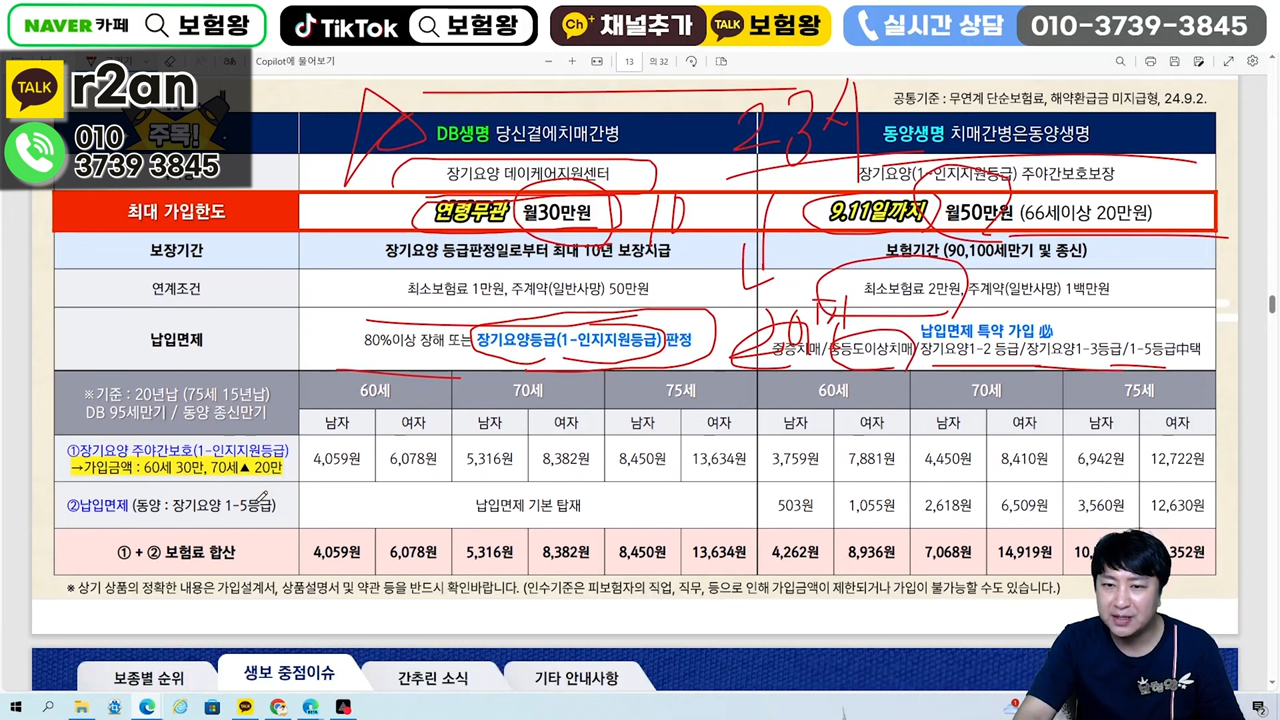 NAVER 카페 보험왕 TikTok 보험왕 Ch+ 채널추가 TALK 보험왕 실시간 상담 010-3739-3845
Copilot에 물어보기 13 의 32
TALK r2an
010
3739 3845
주목!
공통기준 : 무연계 단순보험료, 해약환급금 미지급형, 24.9.2.
DB생명 당신곁에치매간병 동양생명 치매간병은동양생명
장기요양 데이케어지원센터 장기요양(1~인지지원등급) 주야간보호보장
최대 가입한도 연령무관 월30만원 9.11일까지 월50만원 (66세이상 20만원)
보장기간 장기요양 등급판정일로부터 최대 10년 보장지급 보험기간 (90,100세만기 및 종신)
연계조건 최소보험료 1만원, 주계약(일반사망) 50만원 최소보험료 2만원, 주계약(일반사망) 1백만원
납입면제 80%이상 장해 또는 장기요양등급(1~인지지원등급) 판정 납입면제 특약 가입 必
중증치매/중등도이상치매/장기요양1-2 등급/장기요양1-3등급/1-5등급中택
※기준 : 20년납 (75세 15년납)
DB 95세만기 / 동양 종신만기
60세 70세 75세 60세 70세 75세
남자 여자 남자 여자 남자 여자 남자 여자 남자 여자 남자 여자
①장기요양 주야간보호(1~인지지원등급)
→가입금액 : 60세 30만, 70세▲ 20만
4,059원 6,078원 5,316원 8,382원 8,450원 13,634원 3,759원 7,881원 4,450원 8,410원 6,942원 12,722원
②납입면제 (동양 : 장기요양 1-5등급) 납입면제 기본 탑재 503원 1,055원 2,618원 6,509원 3,560원 12,630원
① + ② 보험료 합산 4,059원 6,078원 5,316원 8,382원 8,450원 13,634원 4,262원 8,936원 7,068원 14,919원
※ 상기 상품의 정확한 내용은 가입설계서, 상품설명서 및 약관 등을 반드시 확인바랍니다. (인수기준은 피보험자의 직업, 직무, 등으로 인해 가입금액이 제한되거나 가입이 불가능할 수도 있습니다.)
보종별 순위 생보 중점이슈 간추린 소식 기타 안내사항
보험왕